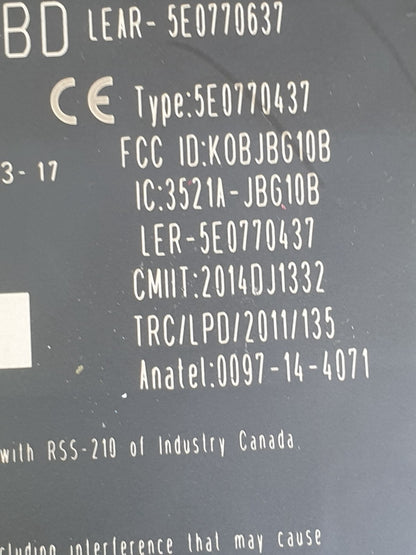 BD LEAR- 5E0770637
CE Type:5E0770437
FCC ID:KOBJBG10B
3-17
IC:3521A-JBG10B
LER-5E0770437
CMIIT:2014DJ1332
TRC/LPD/2011/135
Anatel:0097-14-4071
with RSS-210 of Industry Canada.
interference that may cause